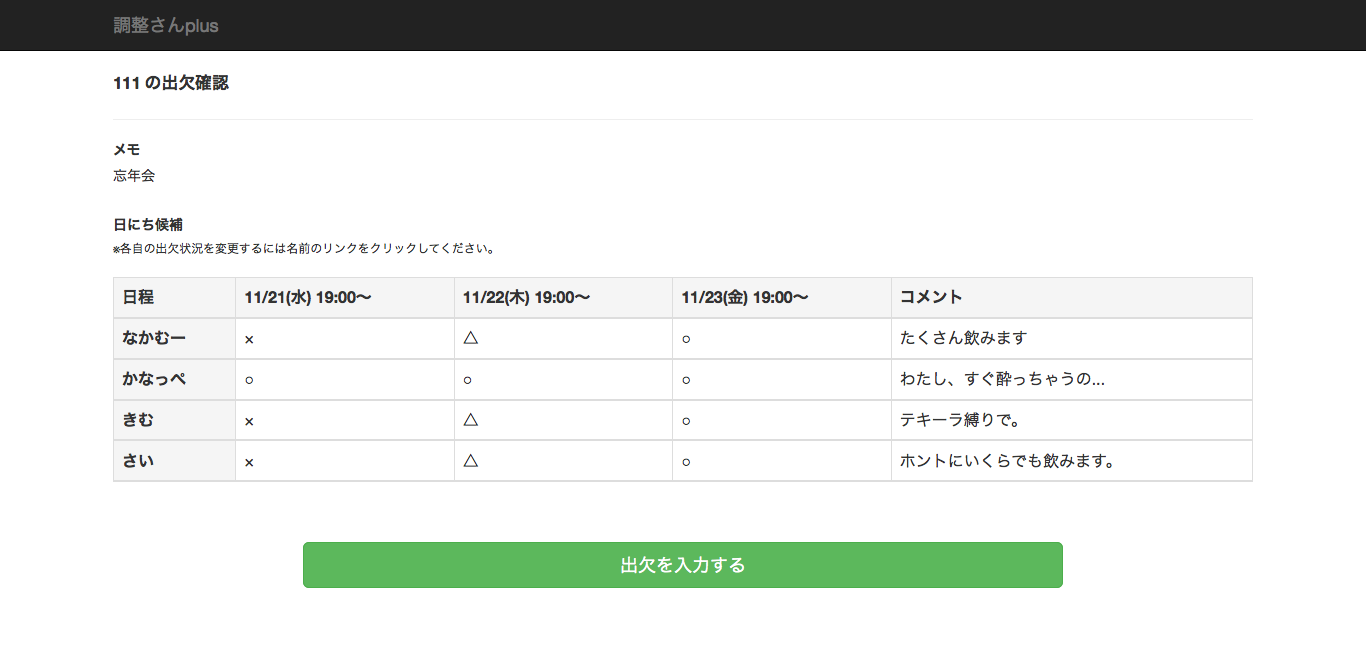 調整さんplus
111 の出欠確認
メモ
忘年会
日にち候補
※各自の出欠状況を変更するには名前のリンクをクリックしてください。
日程 11/21(水) 19:00〜 11/22(木) 19:00〜 11/23(金) 19:00〜 コメント
なかむー × △ ○ たくさん飲みます
かなっぺ ○ ○ ○ わたし、すぐ酔っちゃうの...
きむ × △ ○ テキーラ縛りで。
さい × △ ○ ホントにいくらでも飲みます。
出欠を入力する